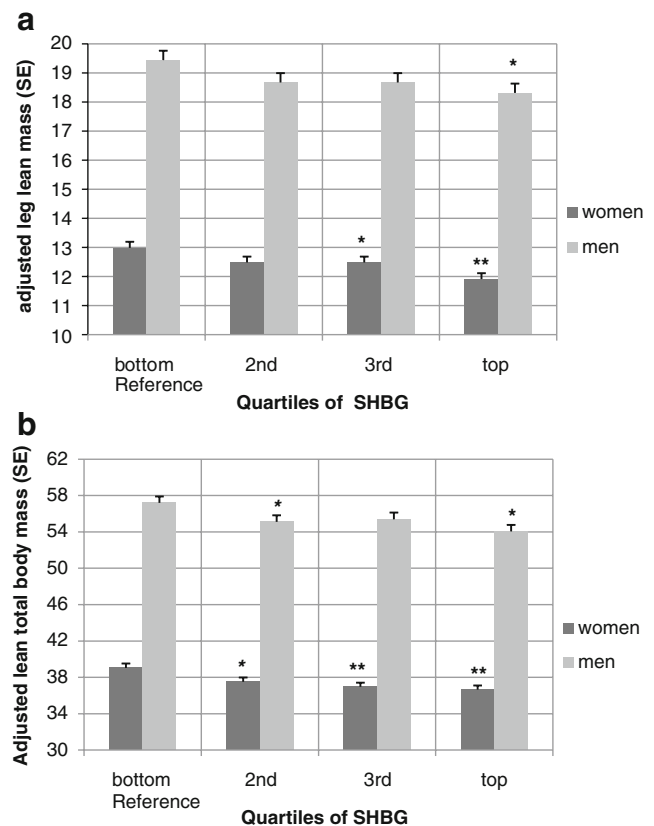 a
adjusted leg lean mass (SE)
20
19
18
17
16
15
14
13
12
11
10
*
*
**
women
men
bottom Reference
2nd
3rd
top
Quartiles of SHBG
b
Adjusted lean total body mass (SE)
62
58
54
50
46
42
38
34
30
*
*
*
**
**
women
men
bottom Reference
2nd
3rd
top
Quartiles of SHBG